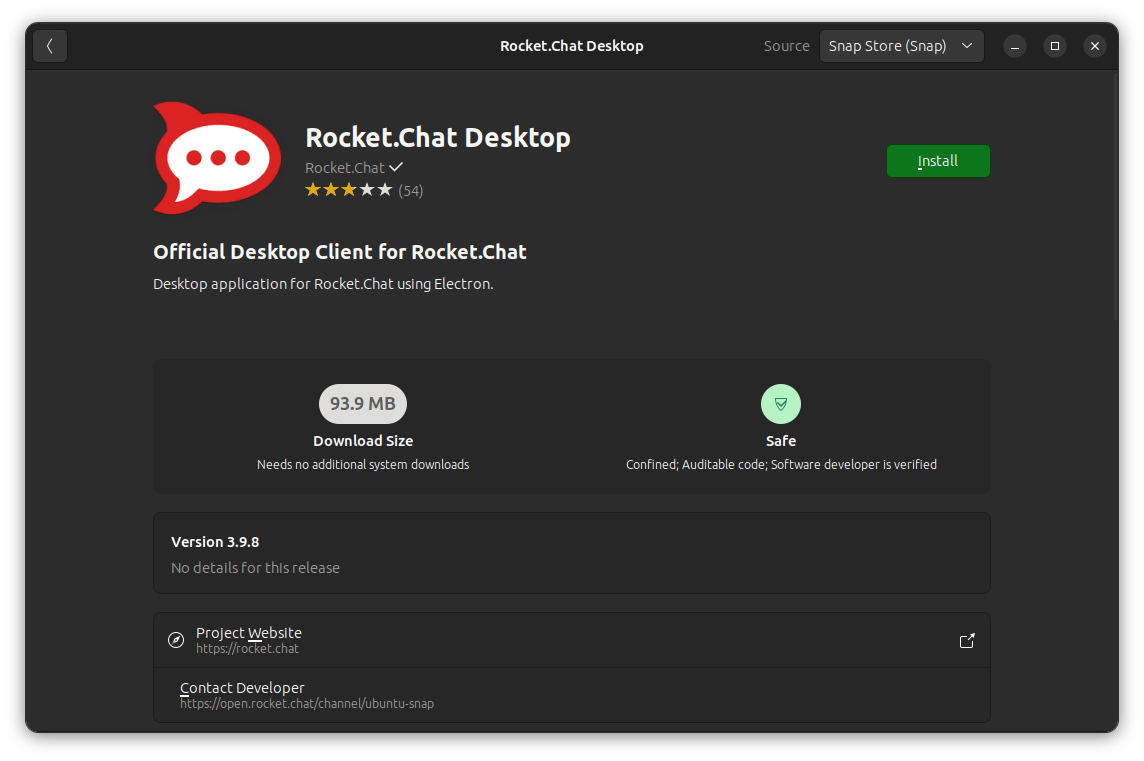 Rocket.Chat Desktop
Source
Snap Store (Snap)
Rocket.Chat Desktop
Rocket.Chat
(54)
Install
Official Desktop Client for Rocket.Chat
Desktop application for Rocket.Chat using Electron.
93.9 MB
Download Size
Needs no additional system downloads
Safe
Confined; Auditable code; Software developer is verified
Version 3.9.8
No details for this release
Project Website
https://rocket.chat
Contact Developer
https://open.rocket.chat/channel/ubuntu-snap